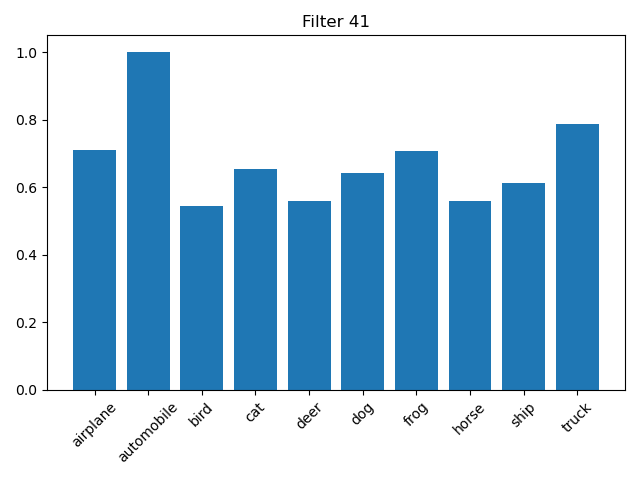 Filter 41
1.0
0.8
0.6
0.4
0.2
0.0
airplane
automobile
bird
cat
deer
dog
frog
horse
ship
truck